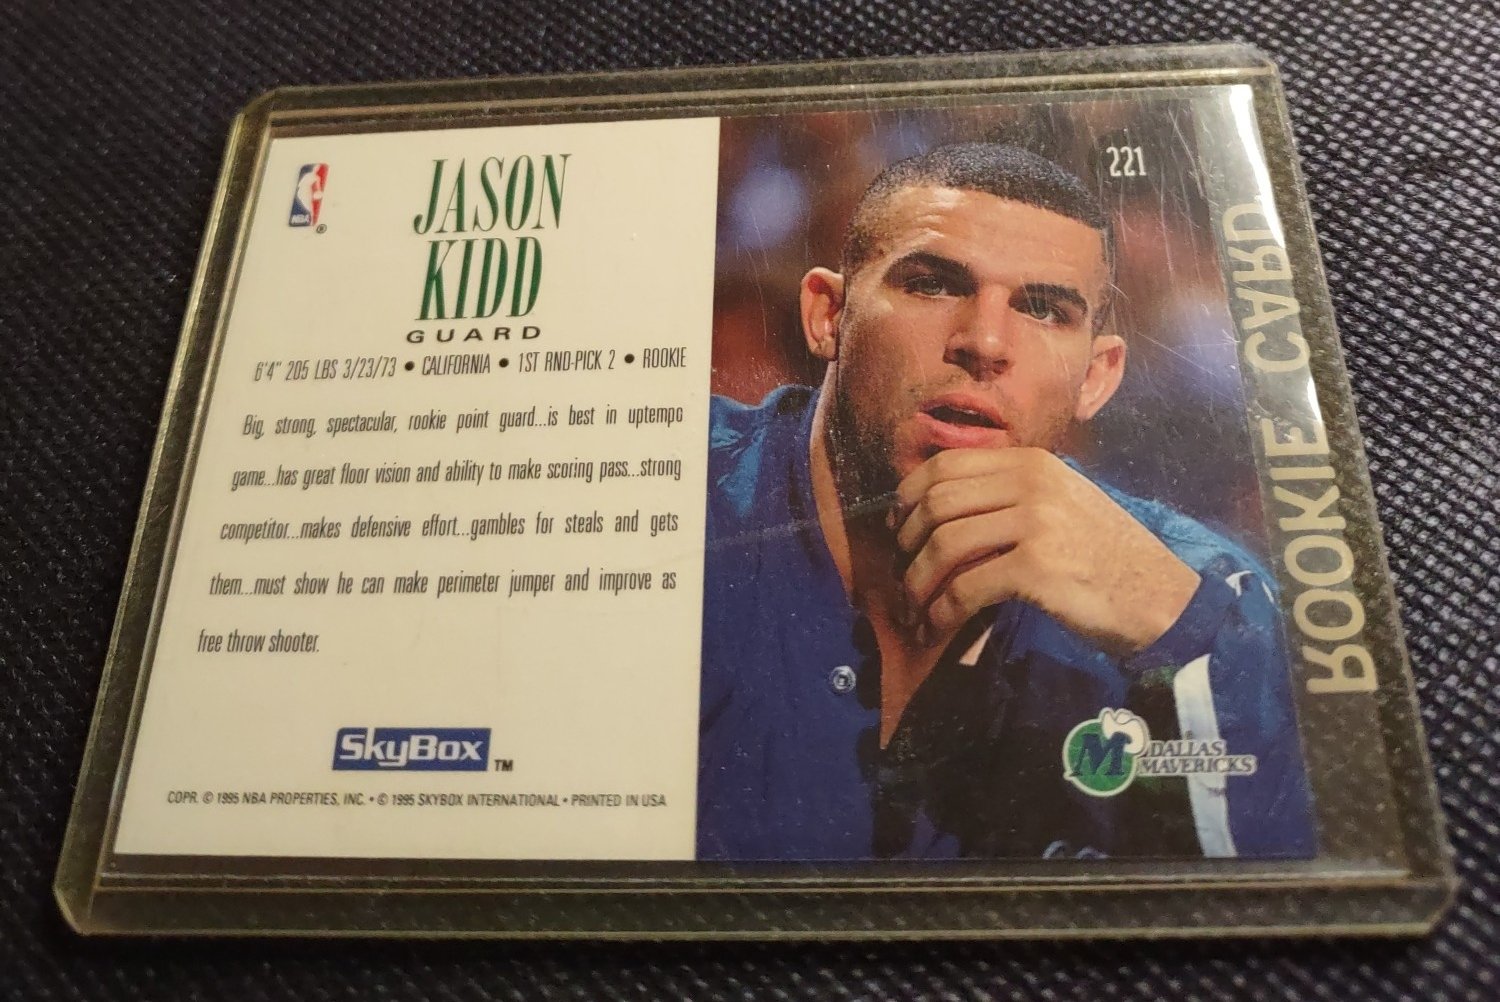 NBA
®
JASON
KIDD
GUARD
6'4" 205 LBS 3/23/73 • CALIFORNIA • 1ST RND-PICK 2 • ROOKIE
Big, strong, spectacular, rookie point guard...is best in uptempo
game...has great floor vision and ability to make scoring pass...strong
competitor...makes defensive effort...gambles for steals and gets
them...must show he can make perimeter jumper and improve as
free throw shooter.
SkyBox™
COPR. © 1995 NBA PROPERTIES, INC. • © 1995 SKYBOX INTERNATIONAL • PRINTED IN USA
221
M DALLAS
MAVERICKS
ROOKIE CARD